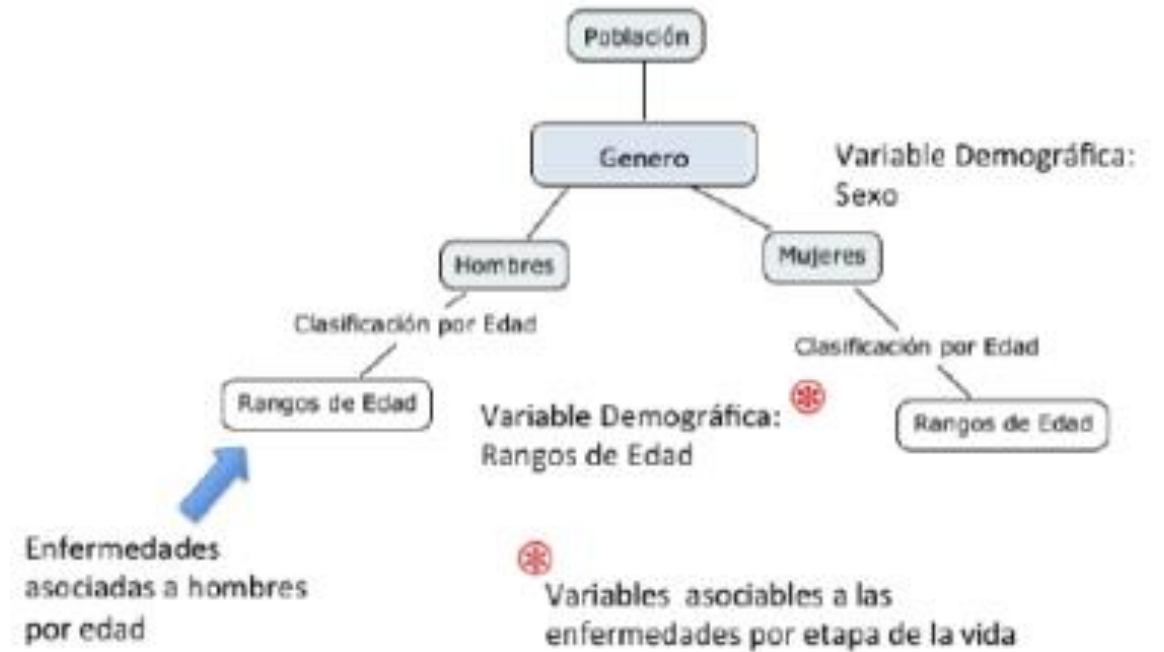 Población
Genero
Variable Demográfica:
Sexo
Hombres
Mujeres
Clasificación por Edad
Clasificación por Edad
Rangos de Edad
Variable Demográfica:
Rangos de Edad
Rangos de Edad
Enfermedades
asociadas a hombres
por edad
Variables asociables a las
enfermedades por etapa de la vida